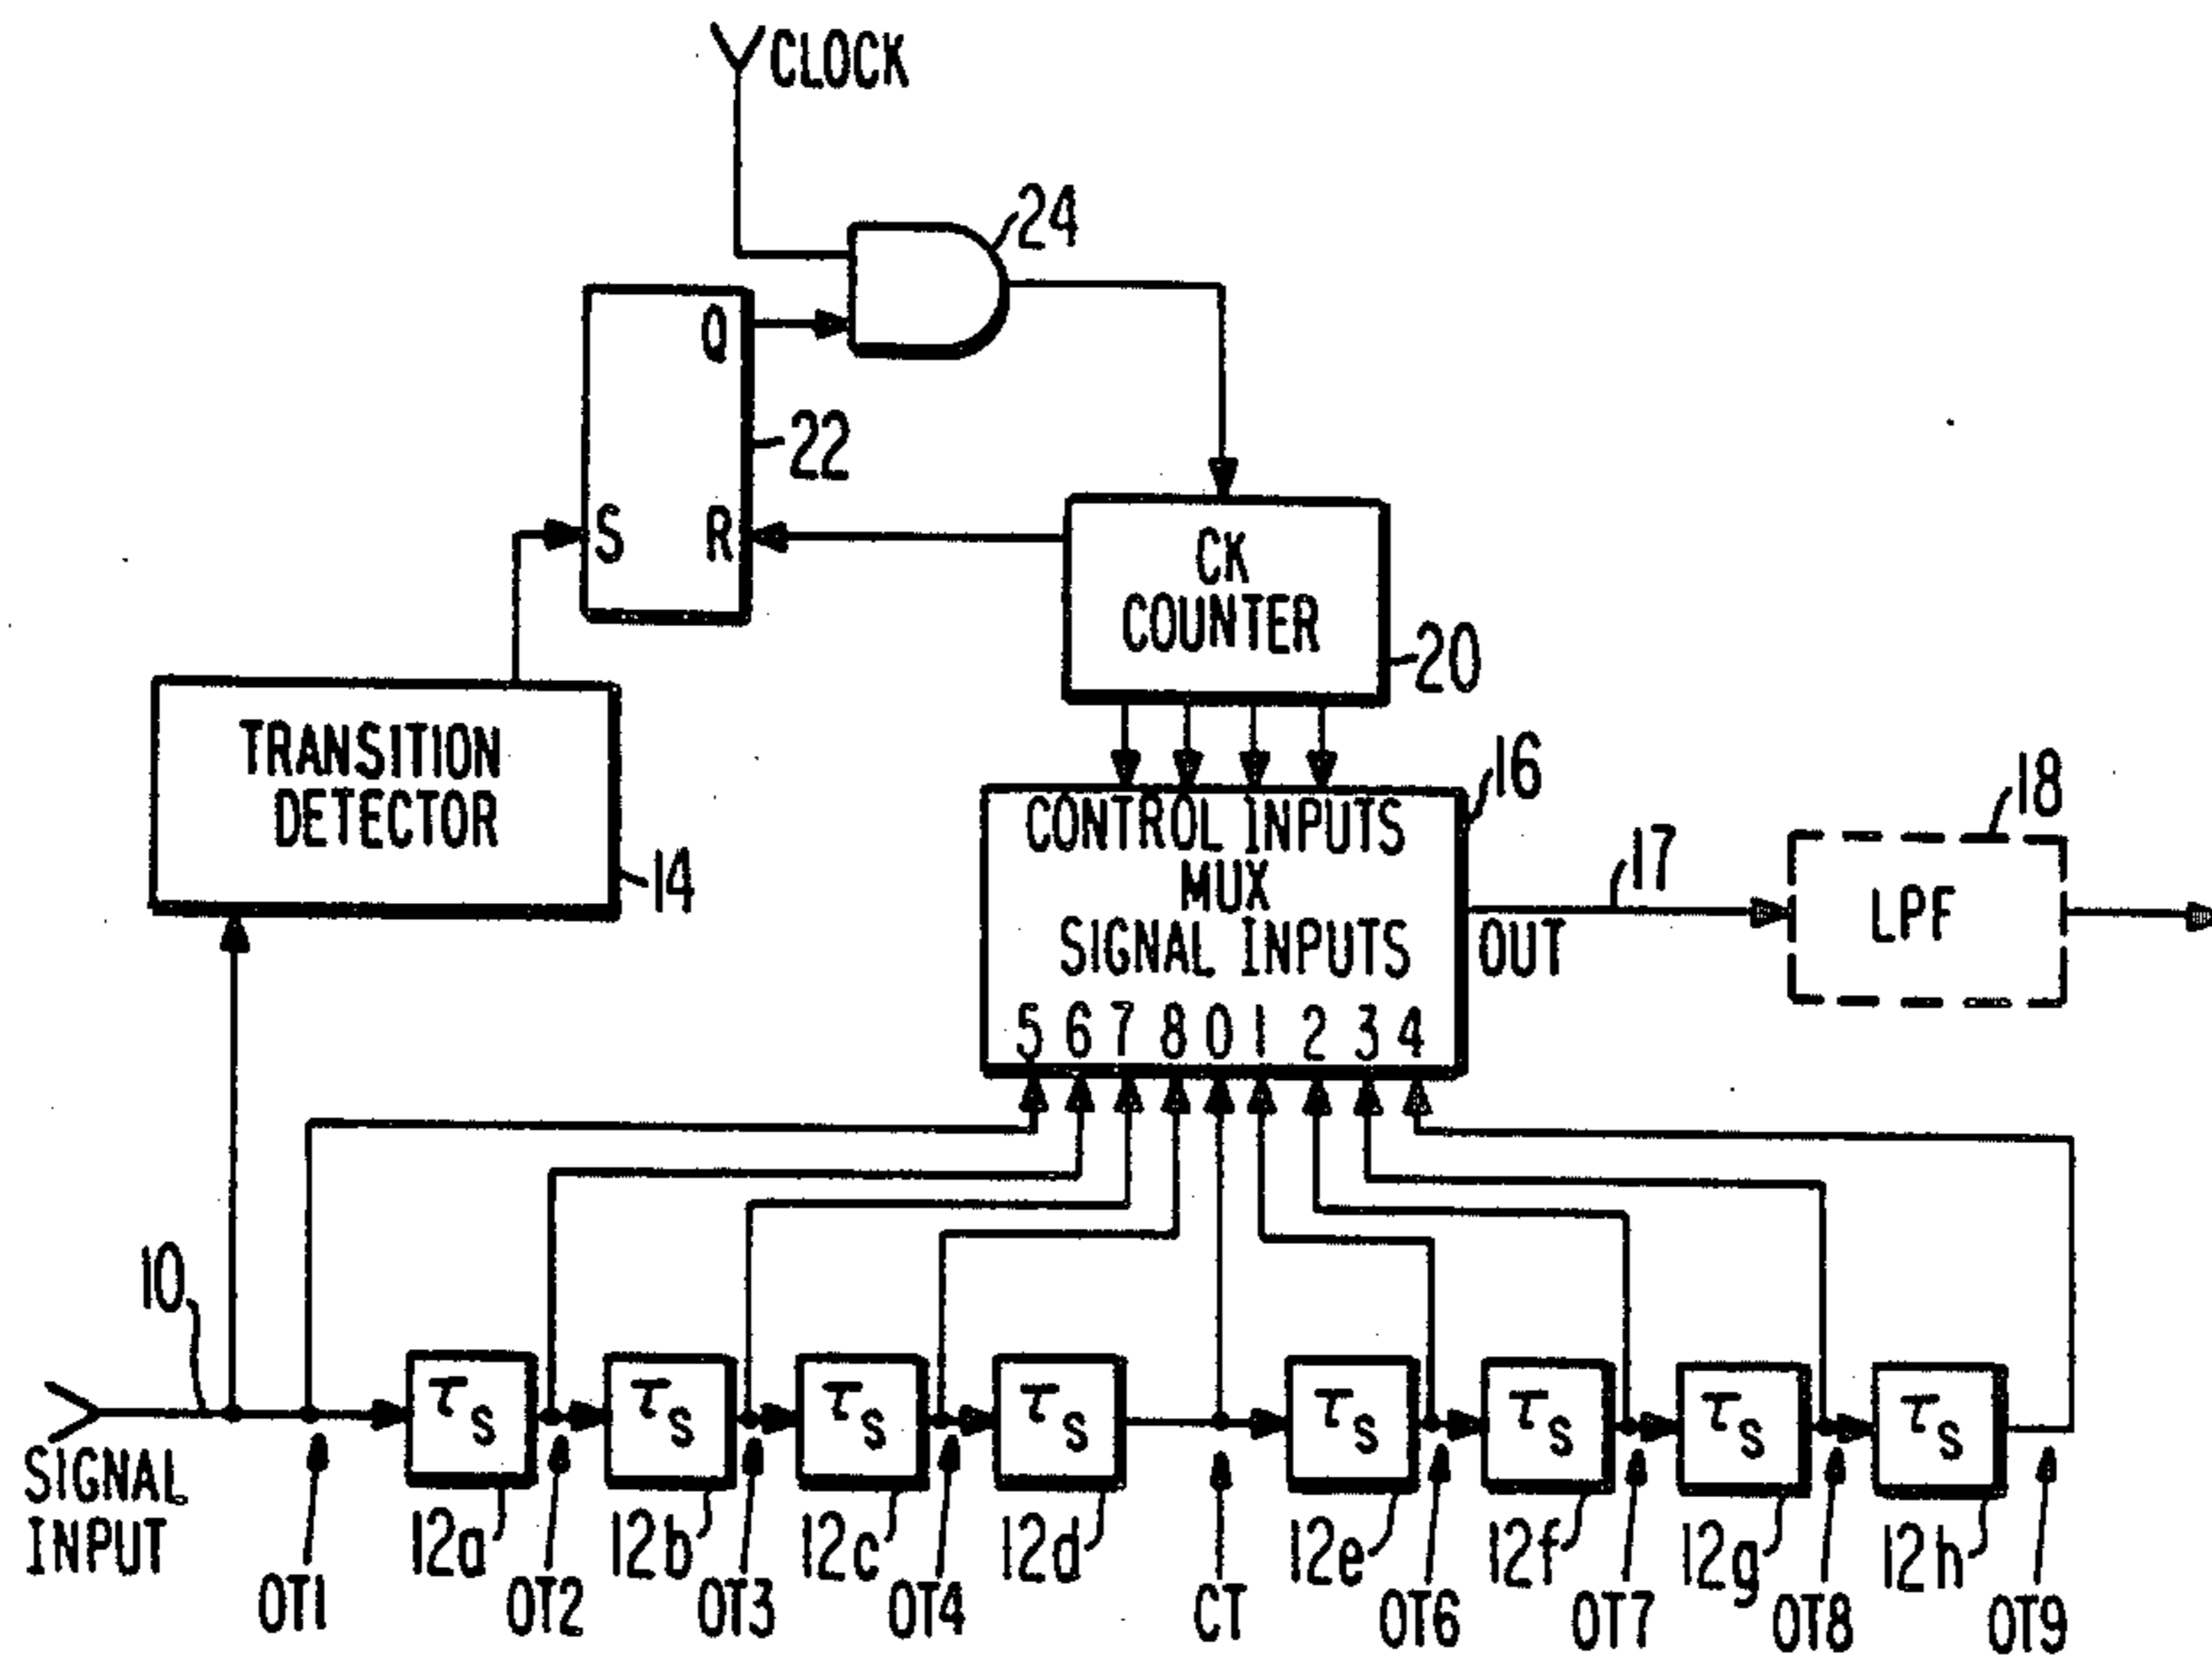 CLOCK
24
Q
22
S R
CK
COUNTER
20
TRANSITION
DETECTOR
14
CONTROL INPUTS
MUX
SIGNAL INPUTS
5 6 7 8 0 1 2 3 4
16
OUT
17
18
LPF
10
SIGNAL
INPUT
τS τS τS τS τS τS τS τS
12a 12b 12c 12d 12e 12f 12g 12h
OT1 OT2 OT3 OT4 CT OT6 OT7 OT8 OT9